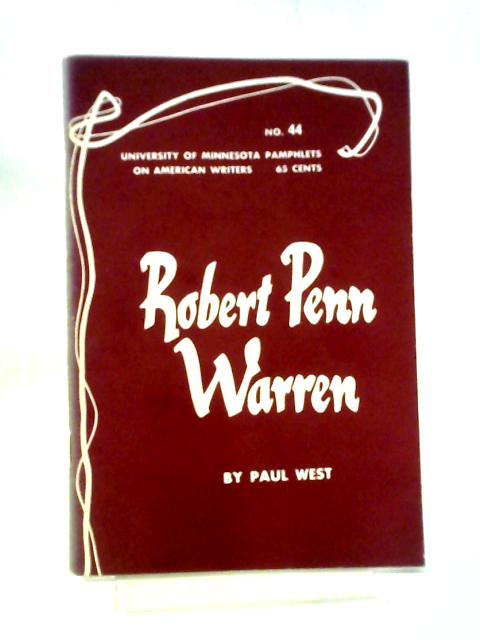 NO. 44
UNIVERSITY OF MINNESOTA PAMPHLETS
ON AMERICAN WRITERS 65 CENTS
Robert Penn
Warren
BY PAUL WEST